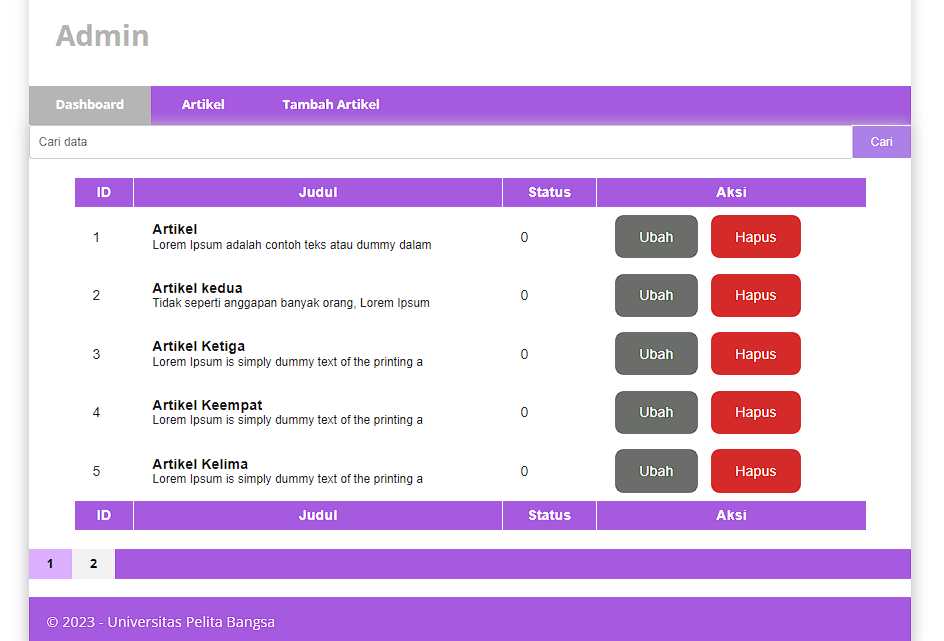 Admin
Dashboard Artikel Tambah Artikel
Cari data Cari
ID Judul Status Aksi
1 Artikel 0 Ubah Hapus
Lorem Ipsum adalah contoh teks atau dummy dalam
2 Artikel kedua 0 Ubah Hapus
Tidak seperti anggapan banyak orang, Lorem Ipsum
3 Artikel Ketiga 0 Ubah Hapus
Lorem Ipsum is simply dummy text of the printing a
4 Artikel Keempat 0 Ubah Hapus
Lorem Ipsum is simply dummy text of the printing a
5 Artikel Kelima 0 Ubah Hapus
Lorem Ipsum is simply dummy text of the printing a
ID Judul Status Aksi
1 2
© 2023 - Universitas Pelita Bangsa